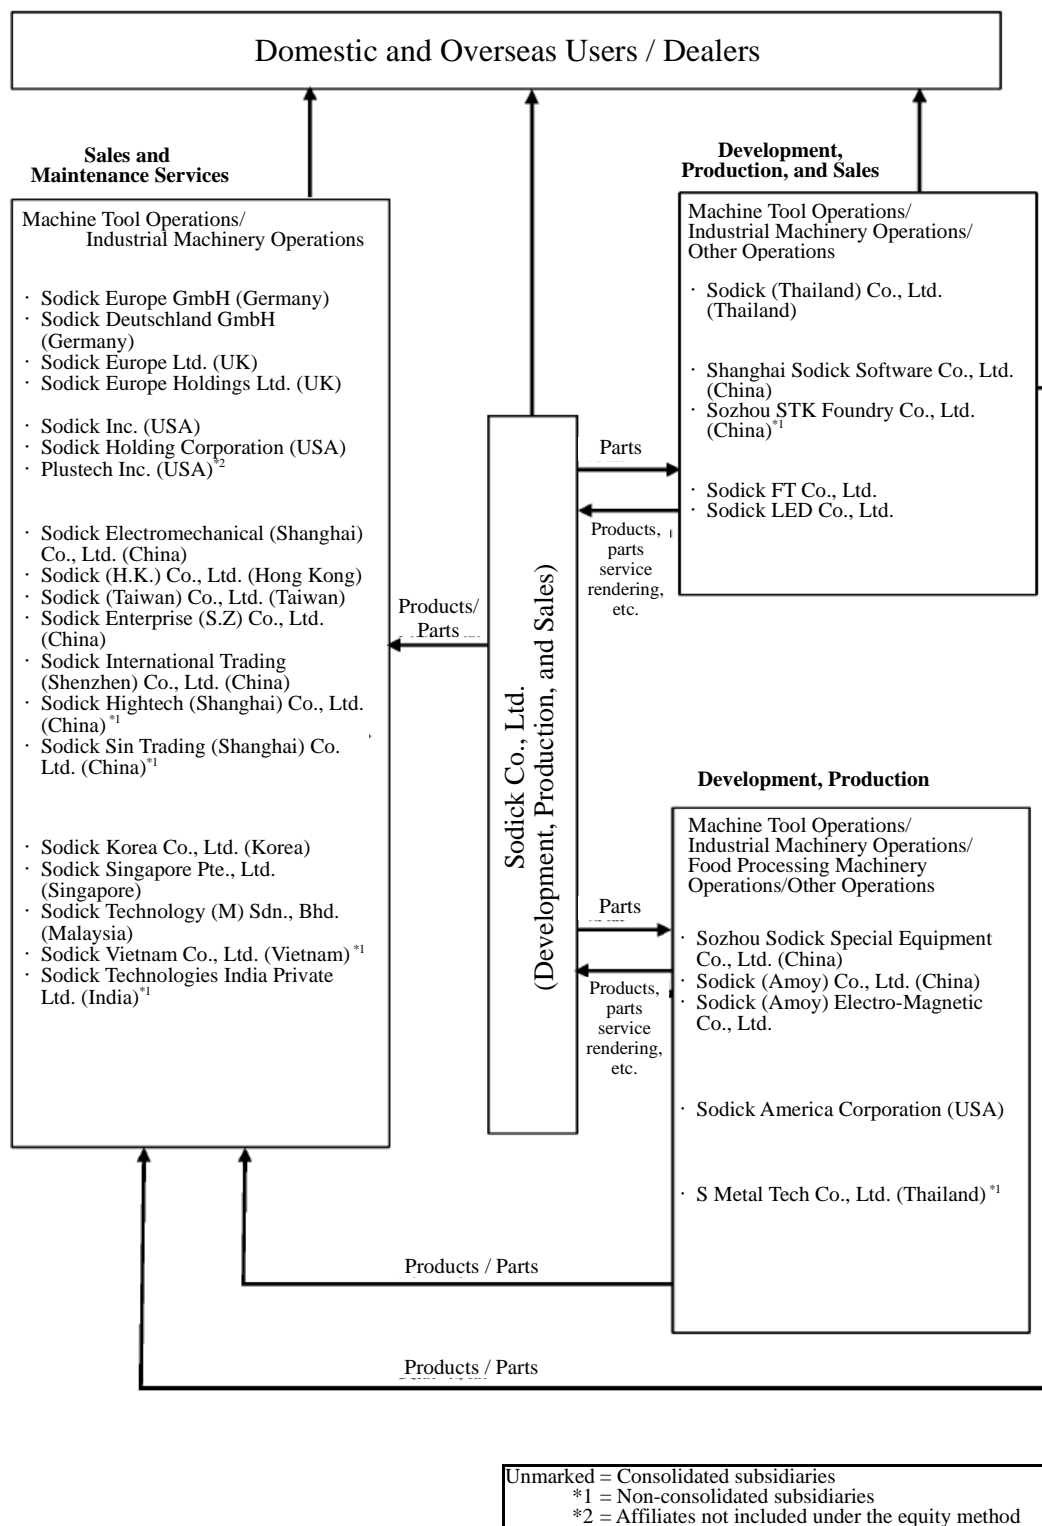 Domestic and Overseas Users / Dealers
Sales and
Maintenance Services
Machine Tool Operations/
Industrial Machinery Operations
· Sodick Europe GmbH (Germany)
· Sodick Deutschland GmbH
(Germany)
· Sodick Europe Ltd. (UK)
· Sodick Europe Holdings Ltd. (UK)
· Sodick Inc. (USA)
· Sodick Holding Corporation (USA)
· Plustech Inc. (USA)*2
· Sodick Electromechanical (Shanghai)
Co., Ltd. (China)
· Sodick (H.K.) Co., Ltd. (Hong Kong)
· Sodick (Taiwan) Co., Ltd. (Taiwan)
· Sodick Enterprise (S.Z) Co., Ltd.
(China)
· Sodick International Trading
(Shenzhen) Co., Ltd. (China)
· Sodick Hightech (Shanghai) Co., Ltd.
(China)*1
· Sodick Sin Trading (Shanghai) Co.
Ltd. (China)*1
· Sodick Korea Co., Ltd. (Korea)
· Sodick Singapore Pte., Ltd.
(Singapore)
· Sodick Technology (M) Sdn., Bhd.
(Malaysia)
· Sodick Vietnam Co., Ltd. (Vietnam)*1
· Sodick Technologies India Private
Ltd. (India)*1
Products/
Parts
Sodick Co., Ltd.
(Development, Production, and Sales)
Parts
Products,
parts
service
rendering,
etc.
Development,
Production, and Sales
Machine Tool Operations/
Industrial Machinery Operations/
Other Operations
· Sodick (Thailand) Co., Ltd.
(Thailand)
· Shanghai Sodick Software Co., Ltd.
(China)
· Sozhou STK Foundry Co., Ltd.
(China)*1
· Sodick FT Co., Ltd.
· Sodick LED Co., Ltd.
Parts
Products,
parts
service
rendering,
etc.
Development, Production
Machine Tool Operations/
Industrial Machinery Operations/
Food Processing Machinery
Operations/Other Operations
· Sozhou Sodick Special Equipment
Co., Ltd. (China)
· Sodick (Amoy) Co., Ltd. (China)
· Sodick (Amoy) Electro-Magnetic
Co., Ltd.
· Sodick America Corporation (USA)
· S Metal Tech Co., Ltd. (Thailand)*1
Products / Parts
Products / Parts
Unmarked = Consolidated subsidiaries
*1 = Non-consolidated subsidiaries
*2 = Affiliates not included under the equity method